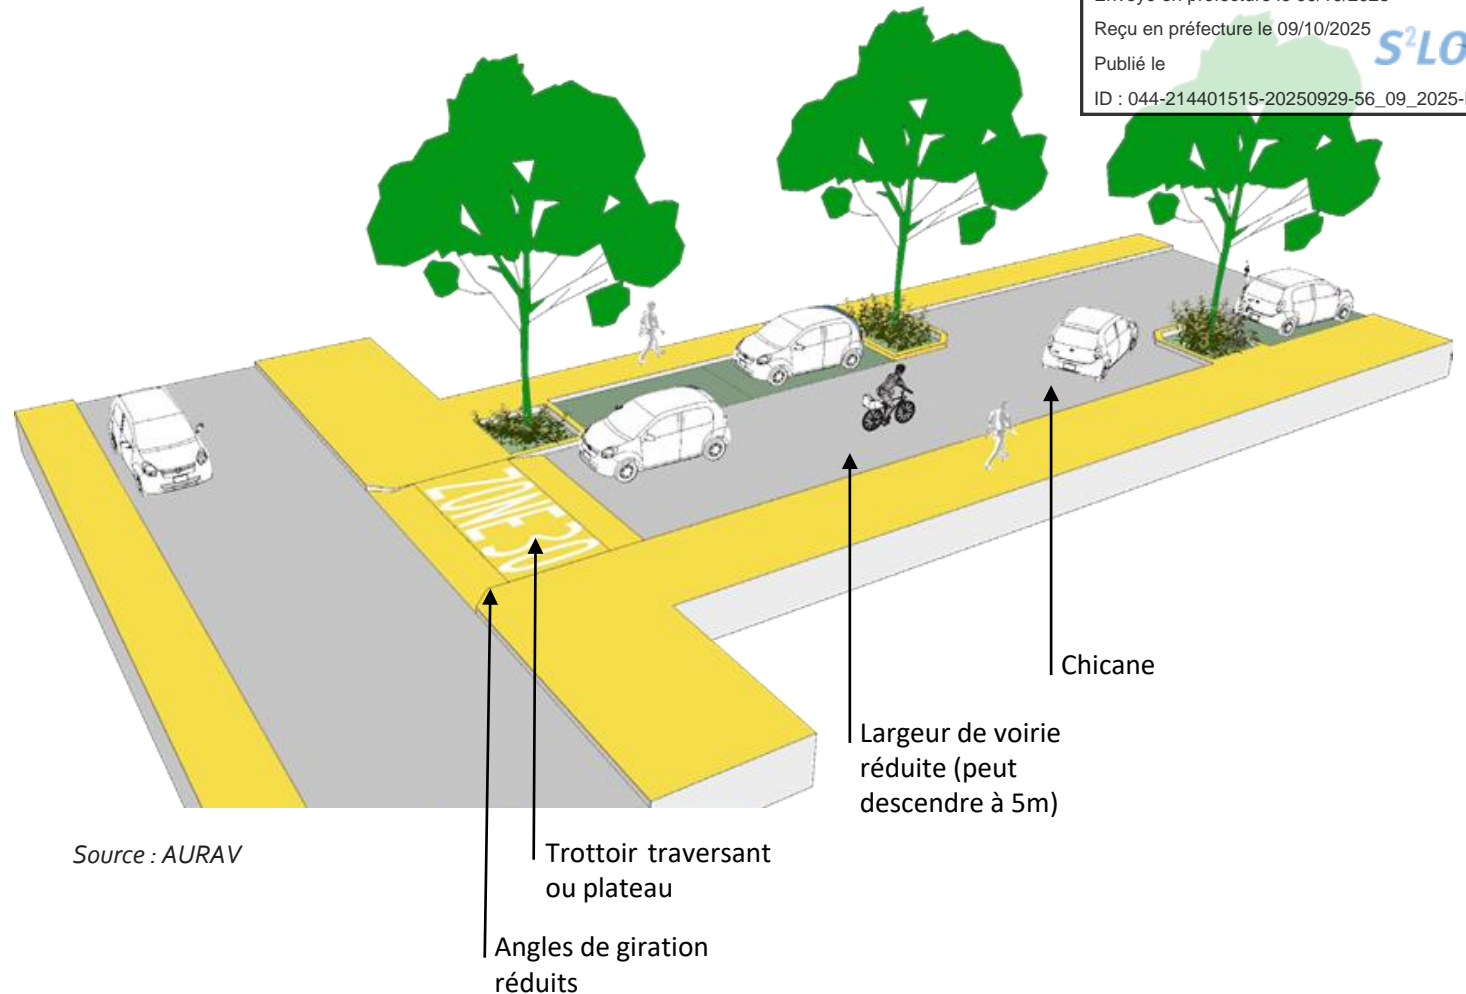 Reçu en préfecture le 09/10/2025
Publié le
S²LO
ID : 044-214401515-20250929-56_09_2025-
ZONE 30
Chicane
Largeur de voirie
réduite (peut
descendre à 5m)
Source : AURAV
Trottoir traversant
ou plateau
Angles de giration
réduits